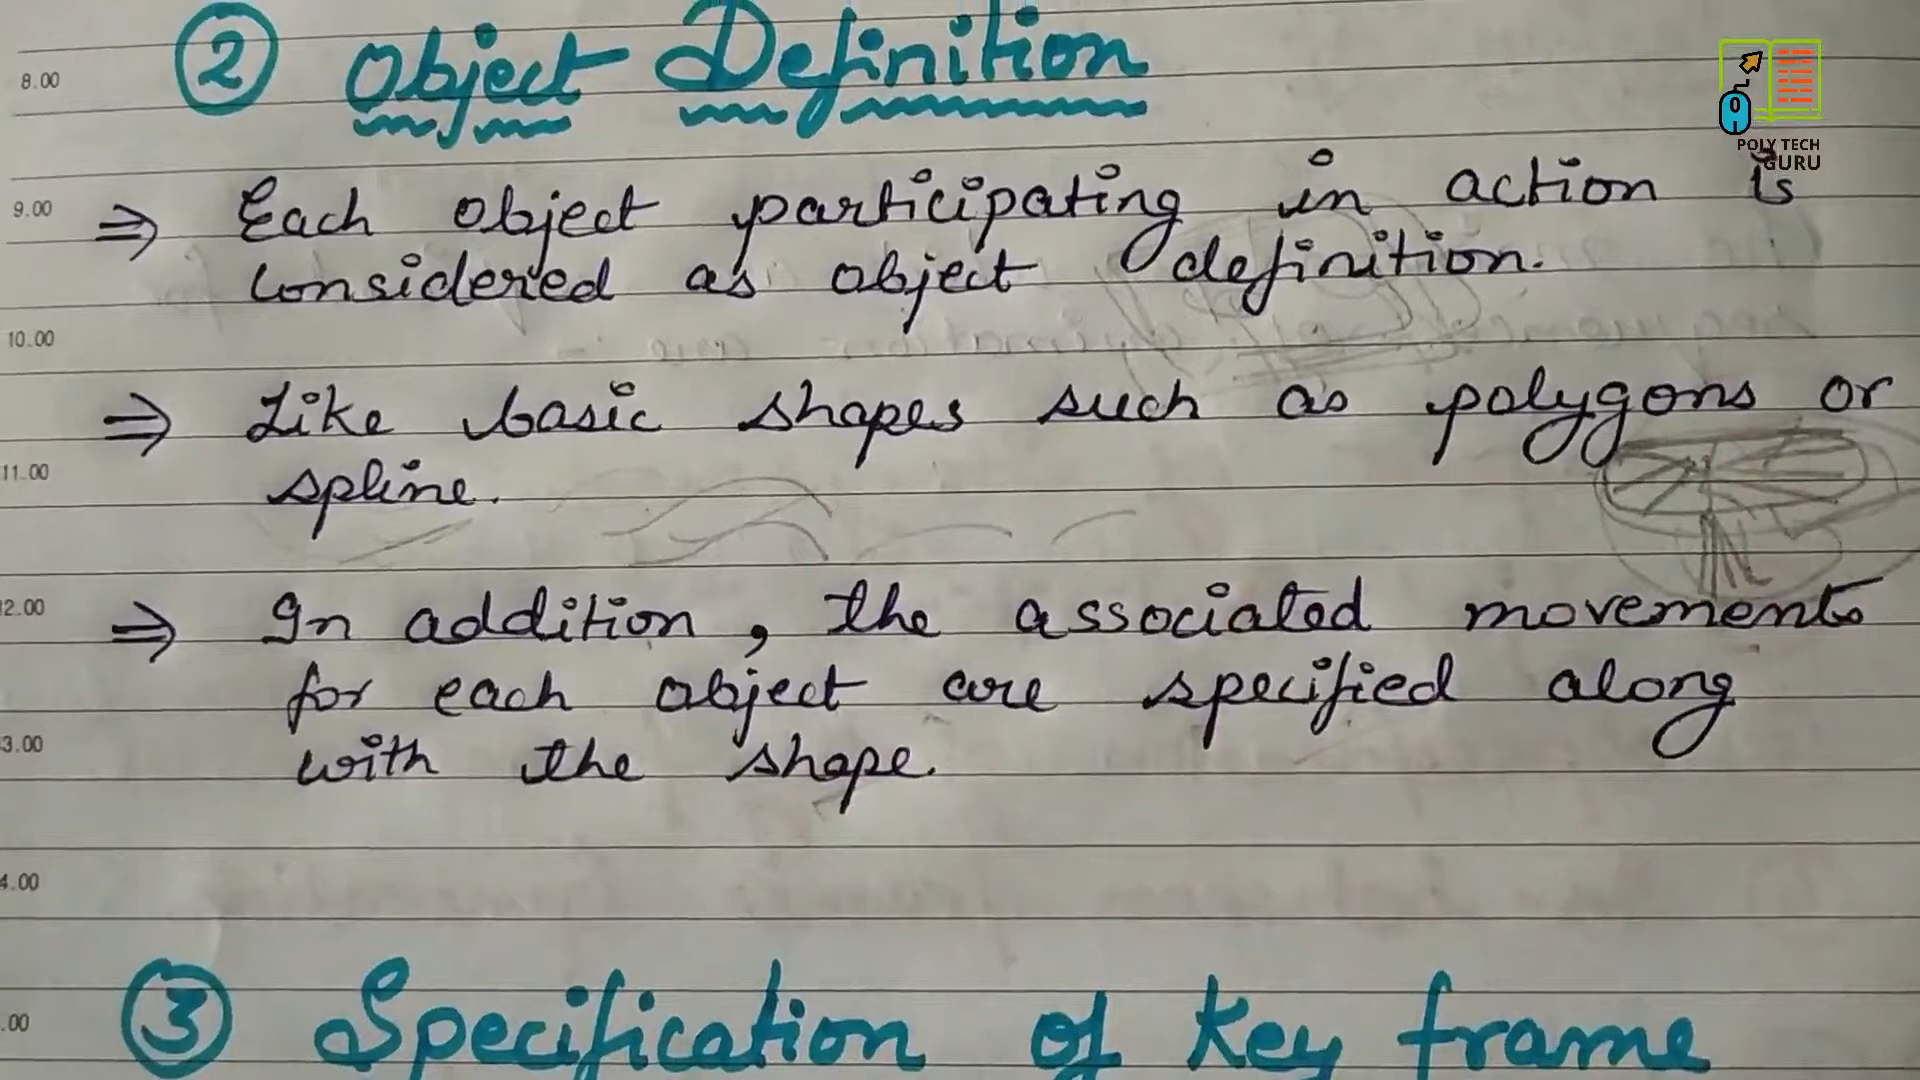 8.00
② Object Definition
POLY TECH
GURU
9.00
⇒ Each object participating in action is
considered as object definition.
10.00
⇒ Like basic shapes such as polygons or
11.00
spline.
12.00
⇒ In addition, the associated movements
for each object are specified along
3.00
with the shape.
4.00
.00
③ Specification of Key frame